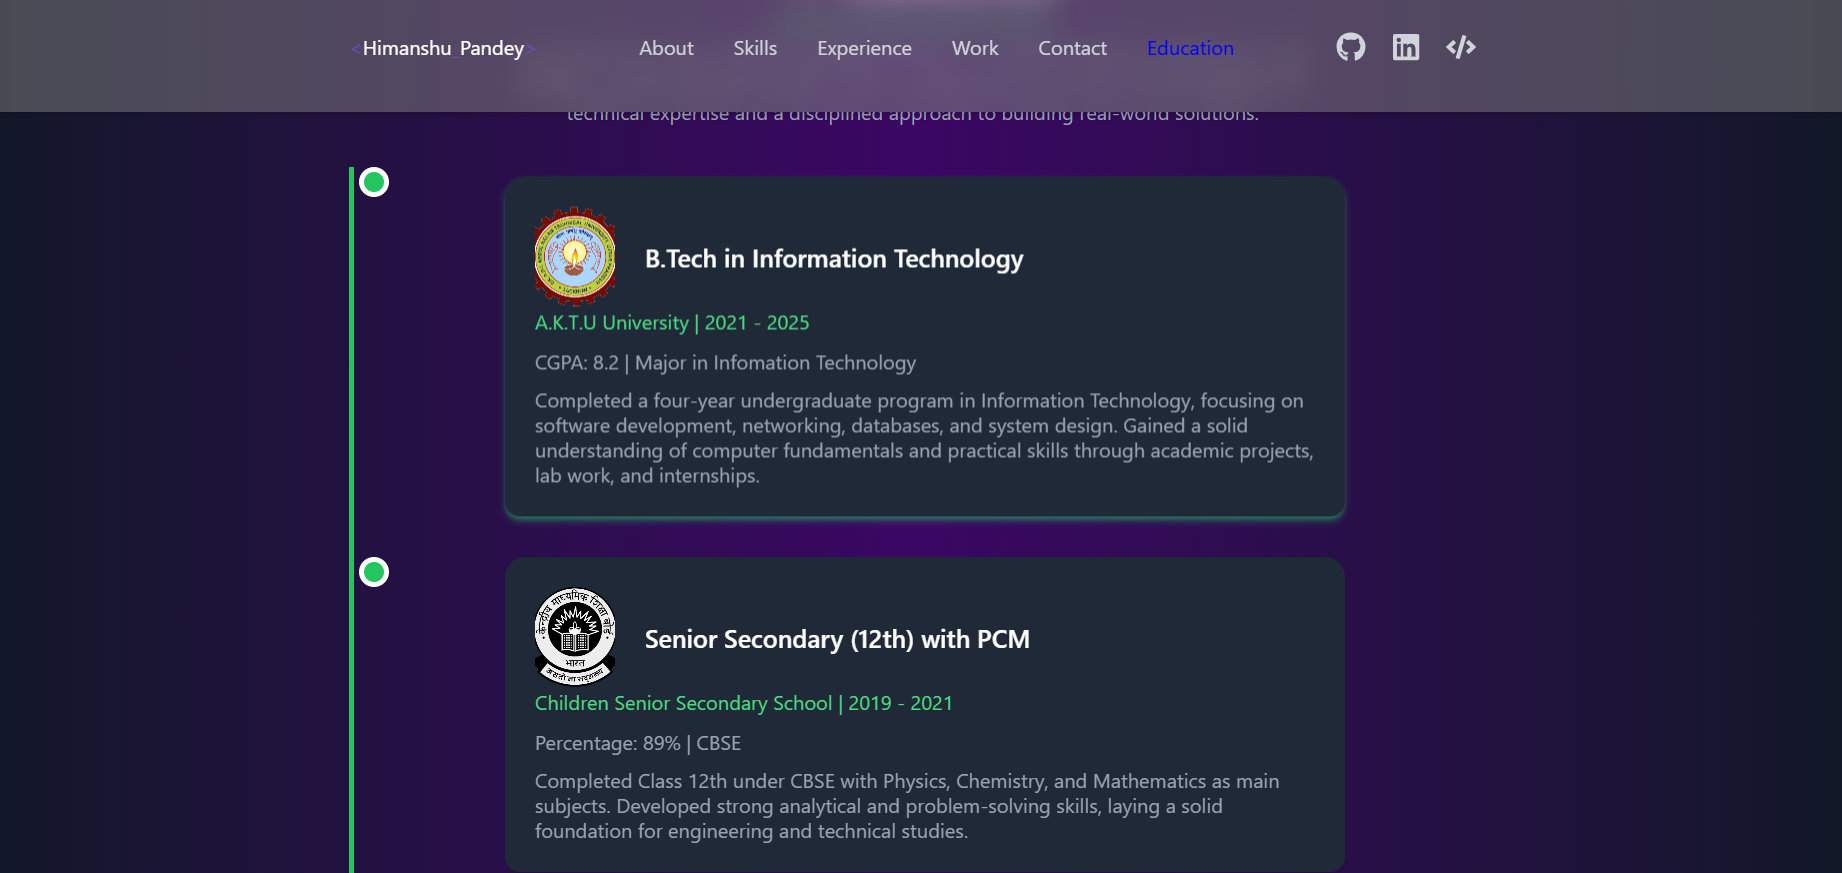 <Himanshu_Pandey>
About
Skills
Experience
Work
Contact
Education
technical expertise and a disciplined approach to building real-world solutions.
B.Tech in Information Technology
A.K.T.U University | 2021 - 2025
CGPA: 8.2 | Major in Infomation Technology
Completed a four-year undergraduate program in Information Technology, focusing on
software development, networking, databases, and system design. Gained a solid
understanding of computer fundamentals and practical skills through academic projects,
lab work, and internships.
केन्द्रीय माध्यमिक शिक्षा बोर्ड
भारत
Senior Secondary (12th) with PCM
Children Senior Secondary School | 2019 - 2021
Percentage: 89% | CBSE
Completed Class 12th under CBSE with Physics, Chemistry, and Mathematics as main
subjects. Developed strong analytical and problem-solving skills, laying a solid
foundation for engineering and technical studies.